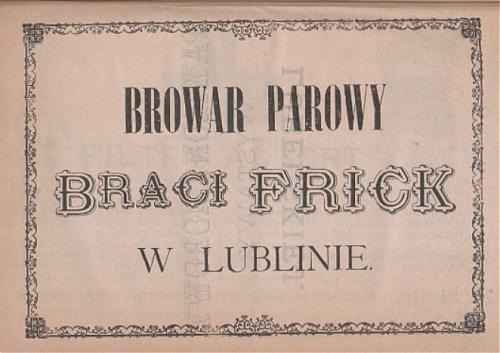 BROWAR PAROWY
BRACI FRICK
W LUBLINIE.